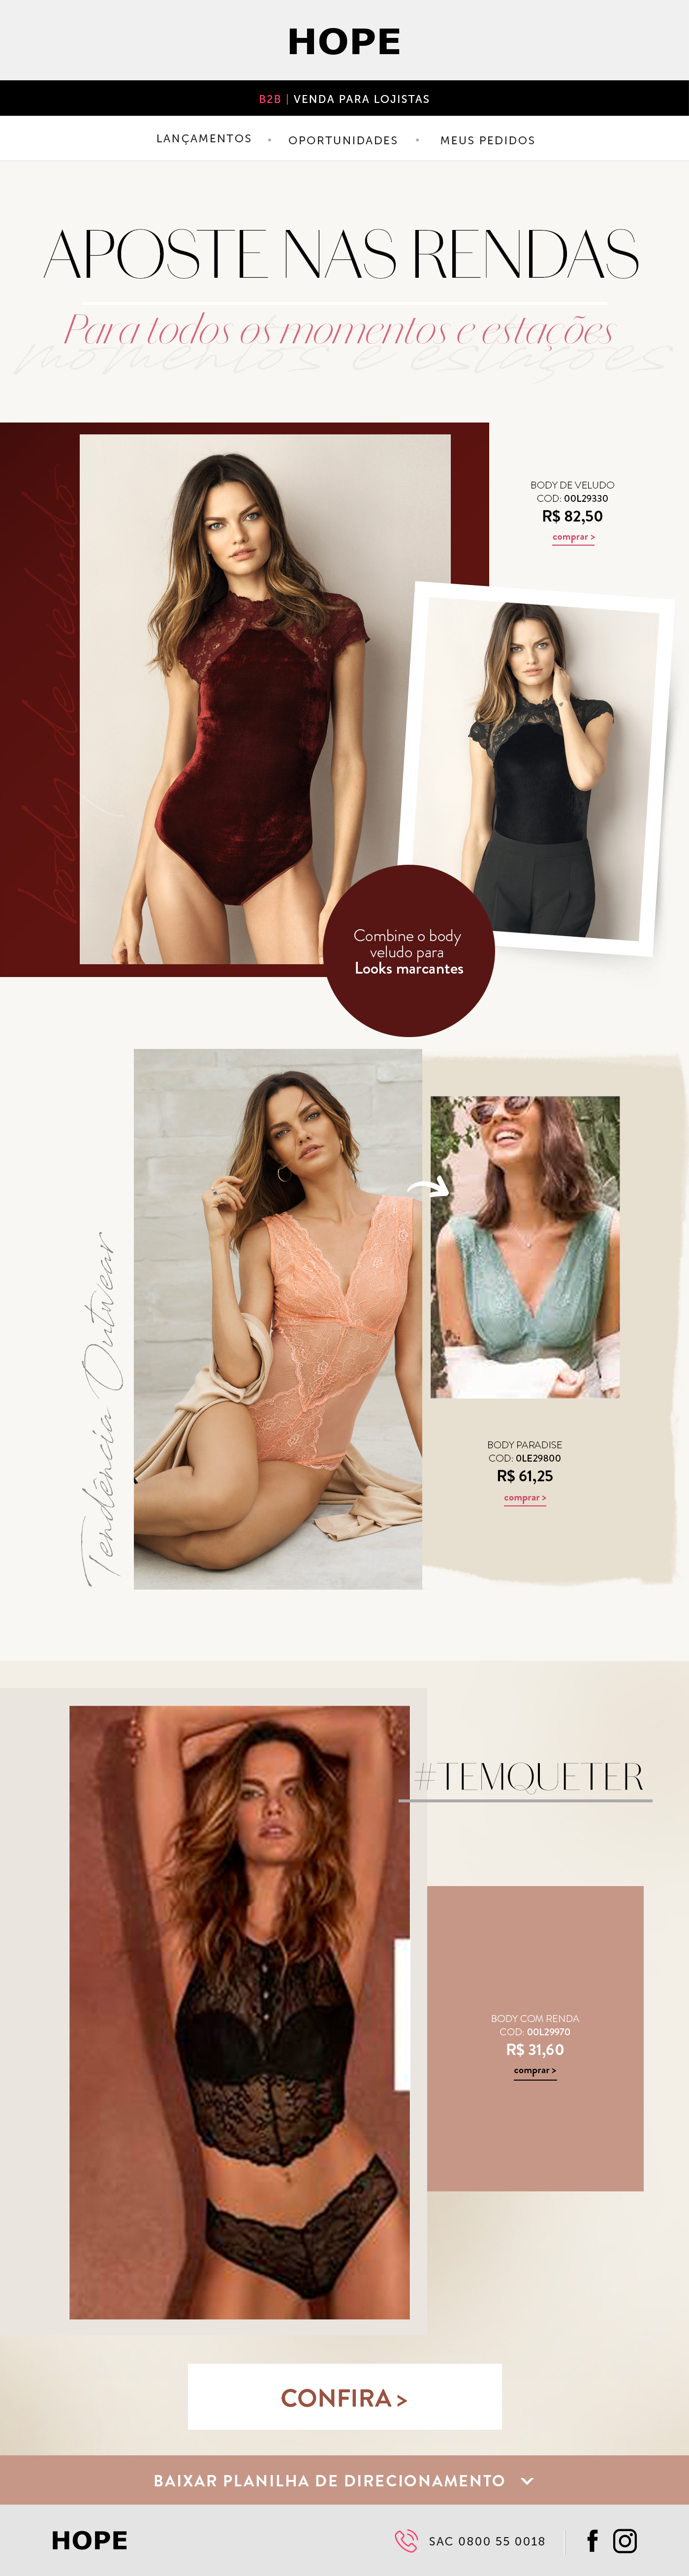 HOPE
B2B | VENDA PARA LOJISTAS
LANÇAMENTOS • OPORTUNIDADES • MEUS PEDIDOS
APOSTE NAS RENDAS
Para todos os momentos e estações
momentos e estações
body de veludo
BODY DE VELUDO
COD: 00L29330
R$ 82,50
comprar >
Combine o body
veludo para
Looks marcantes
Tendência Outwear
BODY PARADISE
COD: 0LE29800
R$ 61,25
comprar >
#TEMQUETER
BODY COM RENDA
COD: 00L29970
R$ 31,60
comprar >
CONFIRA >
BAIXAR PLANILHA DE DIRECIONAMENTO
HOPE
SAC 0800 55 0018